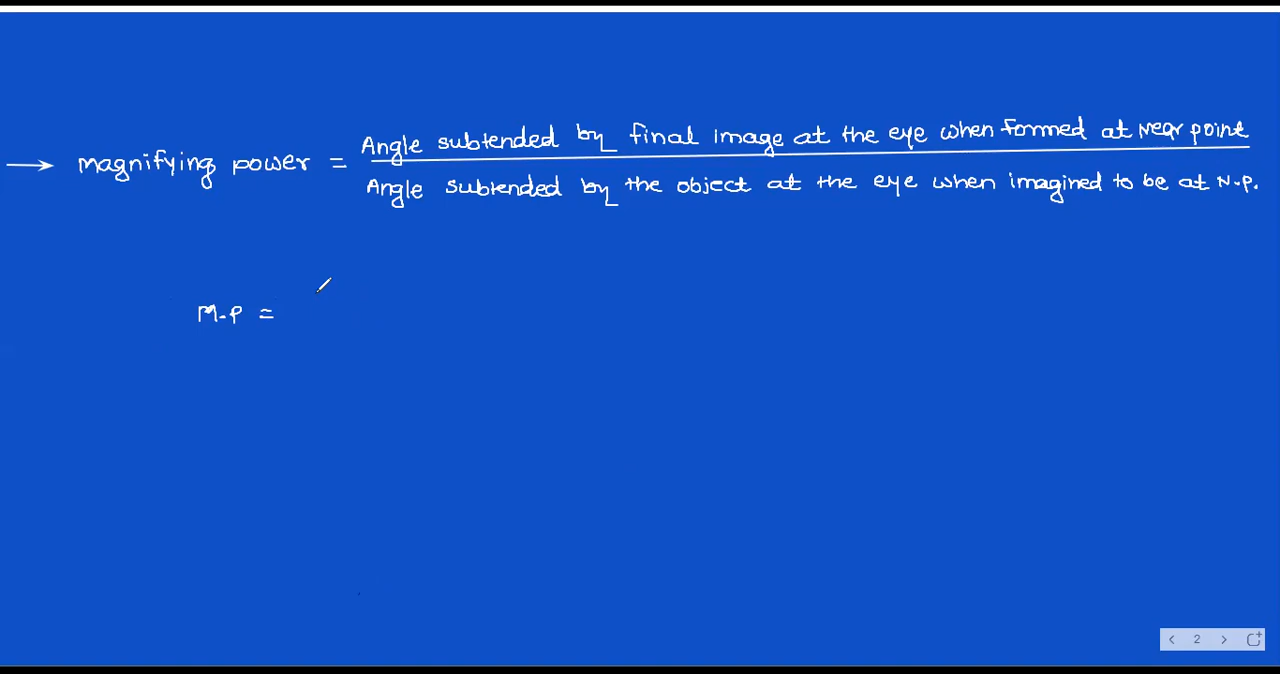 → magnifying power = Angle subtended by final image at the eye when formed at Near point
Angle subtended by the object at the eye when imagined to be at N.P.
M.P =
2